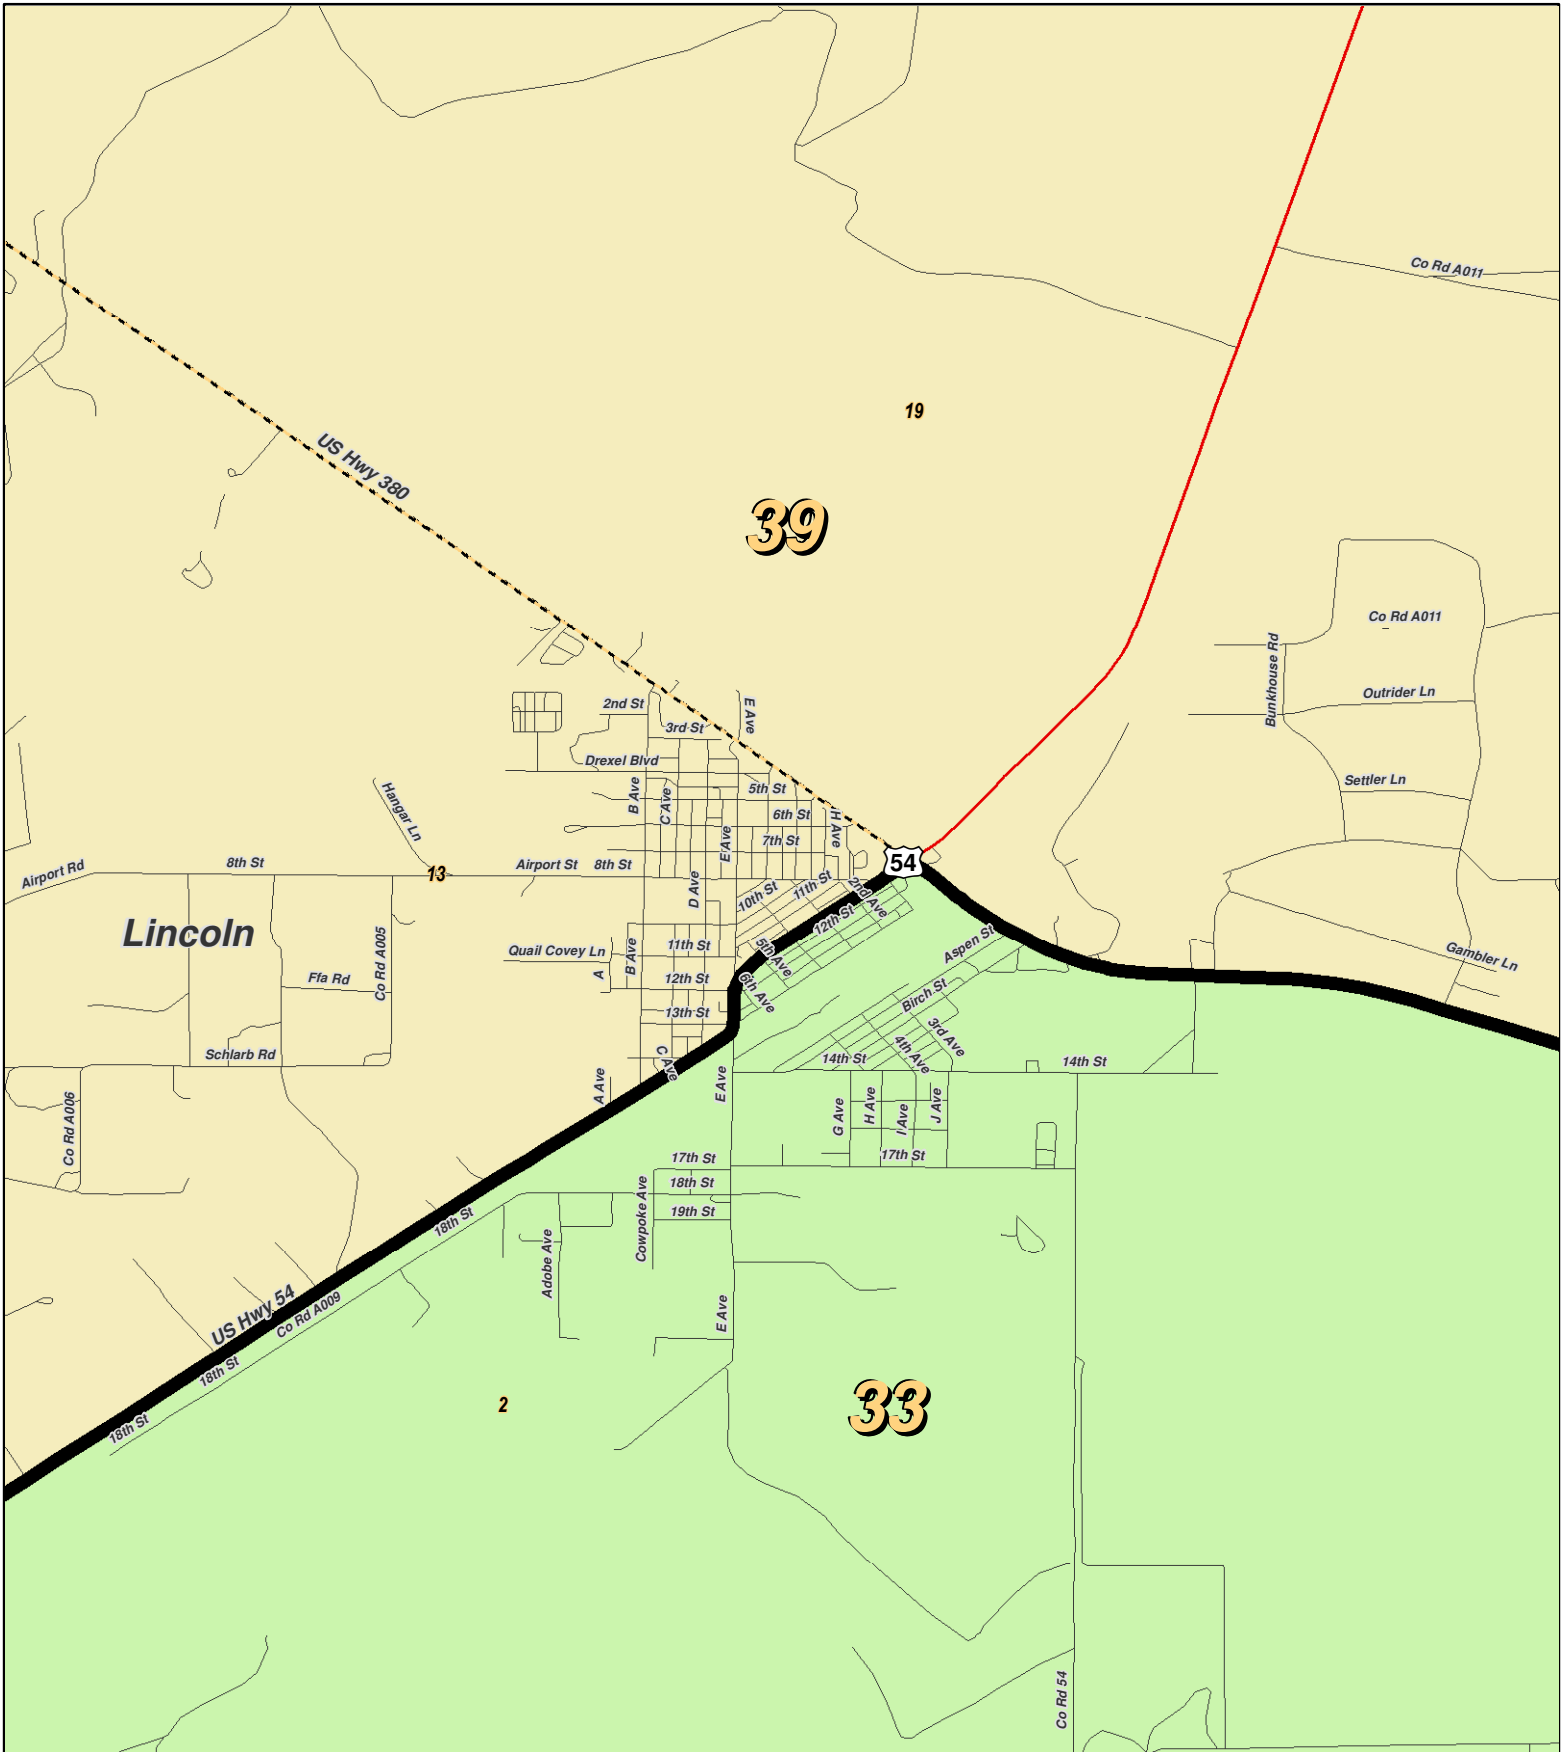 Co Rd A011
19
US Hwy 380
39
Co Rd A011
Bunkhouse Rd
Outrider Ln
2nd St
E Ave
3rd St
Drexel Blvd
Settler Ln
5th St
B Ave
C Ave
Hangar Ln
6th St
H Ave
7th St
E Ave
54
8th St
Airport Rd
13
Airport St
8th St
D Ave
10th St
11th St
2nd Ave
12th St
Lincoln
Quail Covey Ln
11th St
B Ave
5th Ave
Aspen St
Gambler Ln
Co Rd A005
Ffa Rd
A
12th St
6th Ave
Birch St
13th St
3rd Ave
Schlarb Rd
C Ave
4th Ave
14th St
14th St
A Ave
E Ave
G Ave
H Ave
I Ave
J Ave
Co Rd A006
17th St
17th St
18th St
Cowpoke Ave
19th St
18th St
Adobe Ave
US Hwy 54
Co Rd A009
E Ave
18th St
2
33
18th St
Co Rd 54